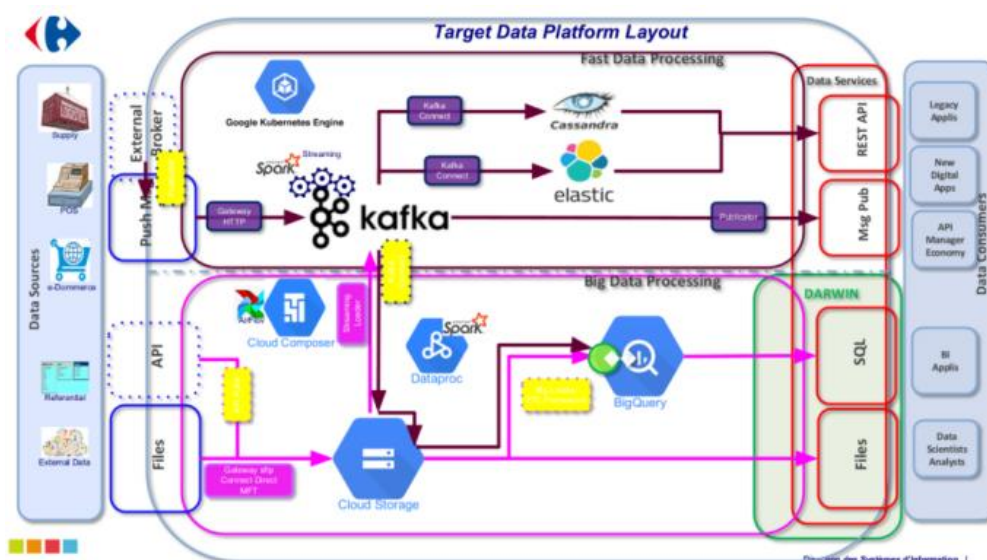 Target Data Platform Layout
Fast Data Processing
Data Services
Data Sources
Supply
POS
e-Commerce
Referential
External Data
External
Broker
Google Kubernetes Engine
Streaming
Spark
kafka
Gateway
HTTP
Kafka
Connect
Kafka
Connect
Cassandra
elastic
Publicator
REST API
Msg Pub
Legacy
Applis
New
Digital
Apps
API
Manager
Economy
Data Consumers
Big Data Processing
DARWIN
API
Files
Cloud Composer
Streaming
Loader
Spark
Dataproc
BigQuery
Gateway sftp
Connect Direct
MFT
Cloud Storage
SQL
Files
BI
Applis
Data
Scientists
Analysts